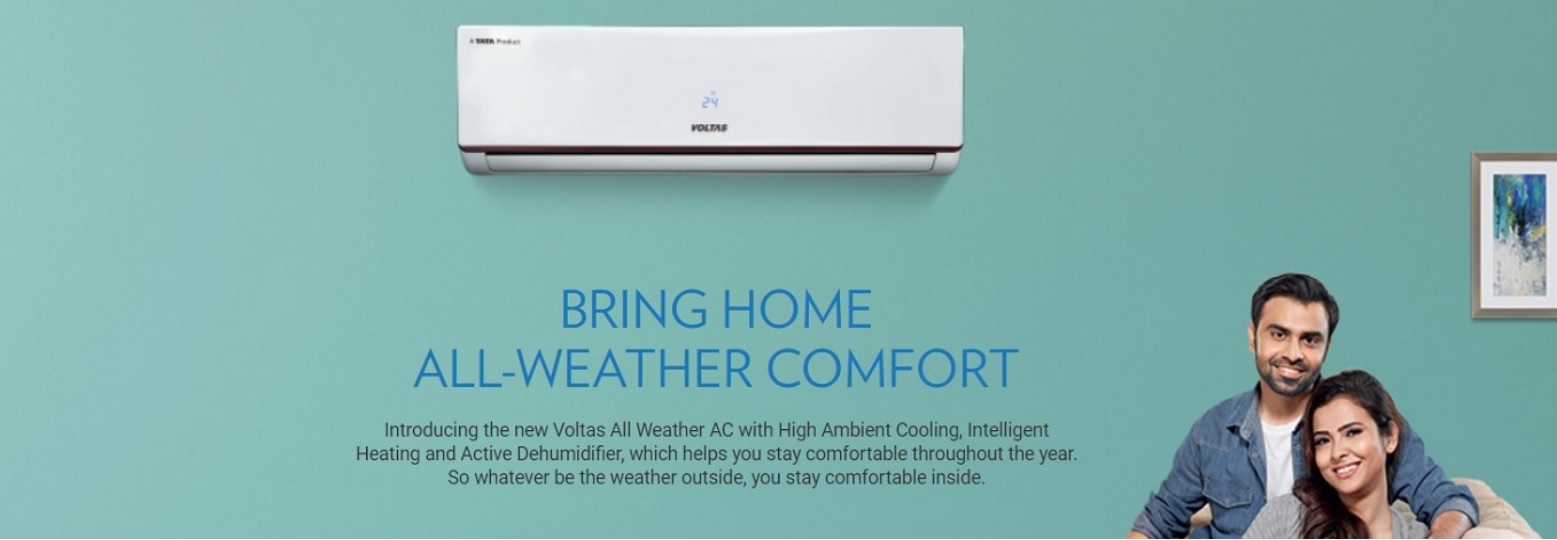 A TATA Product
24
VOLTAS
BRING HOME
ALL-WEATHER COMFORT
Introducing the new Voltas All Weather AC with High Ambient Cooling, Intelligent
Heating and Active Dehumidifier, which helps you stay comfortable throughout the year.
So whatever be the weather outside, you stay comfortable inside.